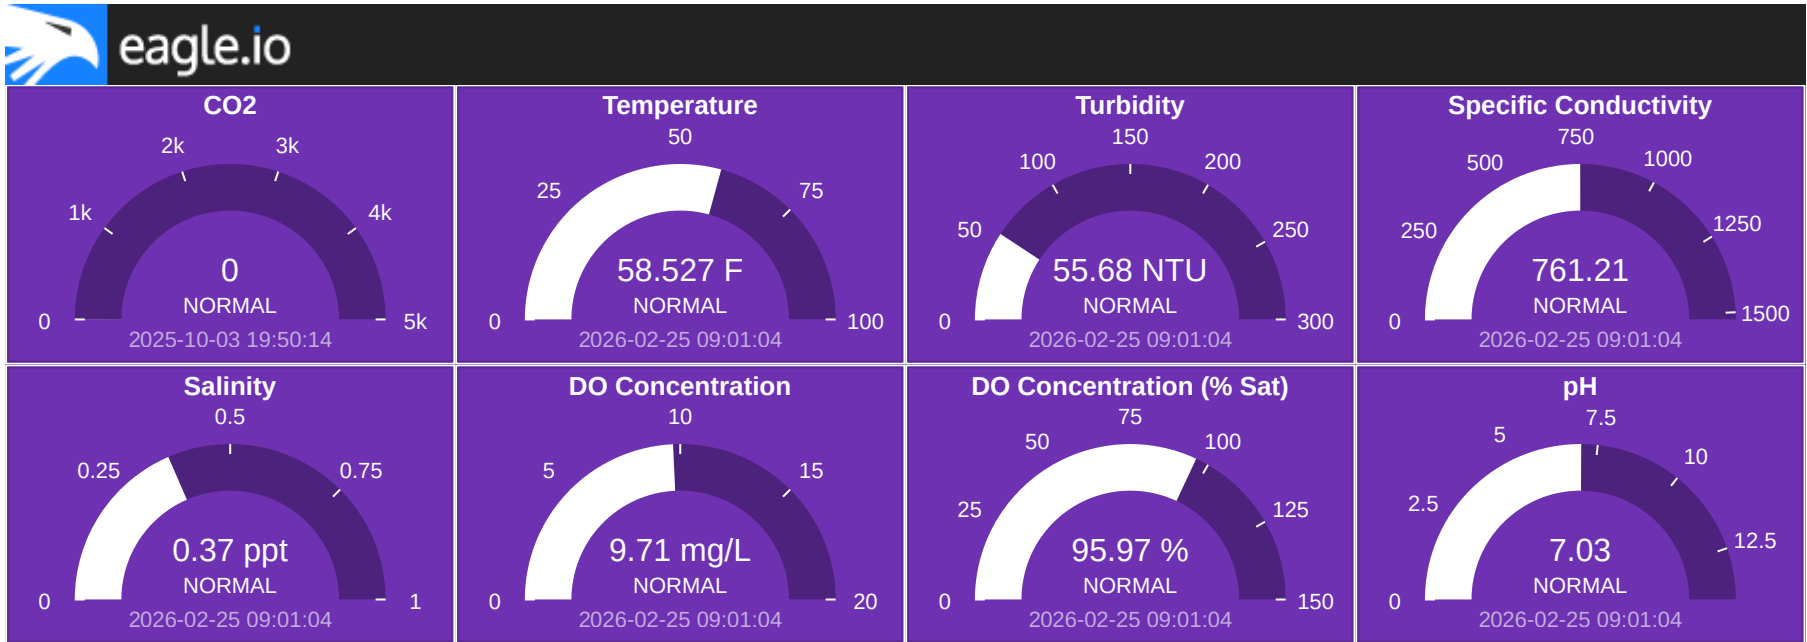 eagle.io
CO2
2k
3k
1k
4k
0
NORMAL
0
5k
2025-10-03 19:50:14
Temperature
50
25
75
58.527 F
NORMAL
0
100
2026-02-25 09:01:04
Turbidity
150
100
200
50
250
55.68 NTU
NORMAL
0
300
2026-02-25 09:01:04
Specific Conductivity
750
500
1000
250
1250
761.21
NORMAL
0
1500
2026-02-25 09:01:04
Salinity
0.5
0.25
0.75
0.37 ppt
NORMAL
0
1
2026-02-25 09:01:04
DO Concentration
10
5
15
9.71 mg/L
NORMAL
0
20
2026-02-25 09:01:04
DO Concentration (% Sat)
75
50
100
25
125
95.97 %
NORMAL
0
150
2026-02-25 09:01:04
pH
7.5
5
10
2.5
12.5
7.03
NORMAL
0
2026-02-25 09:01:04